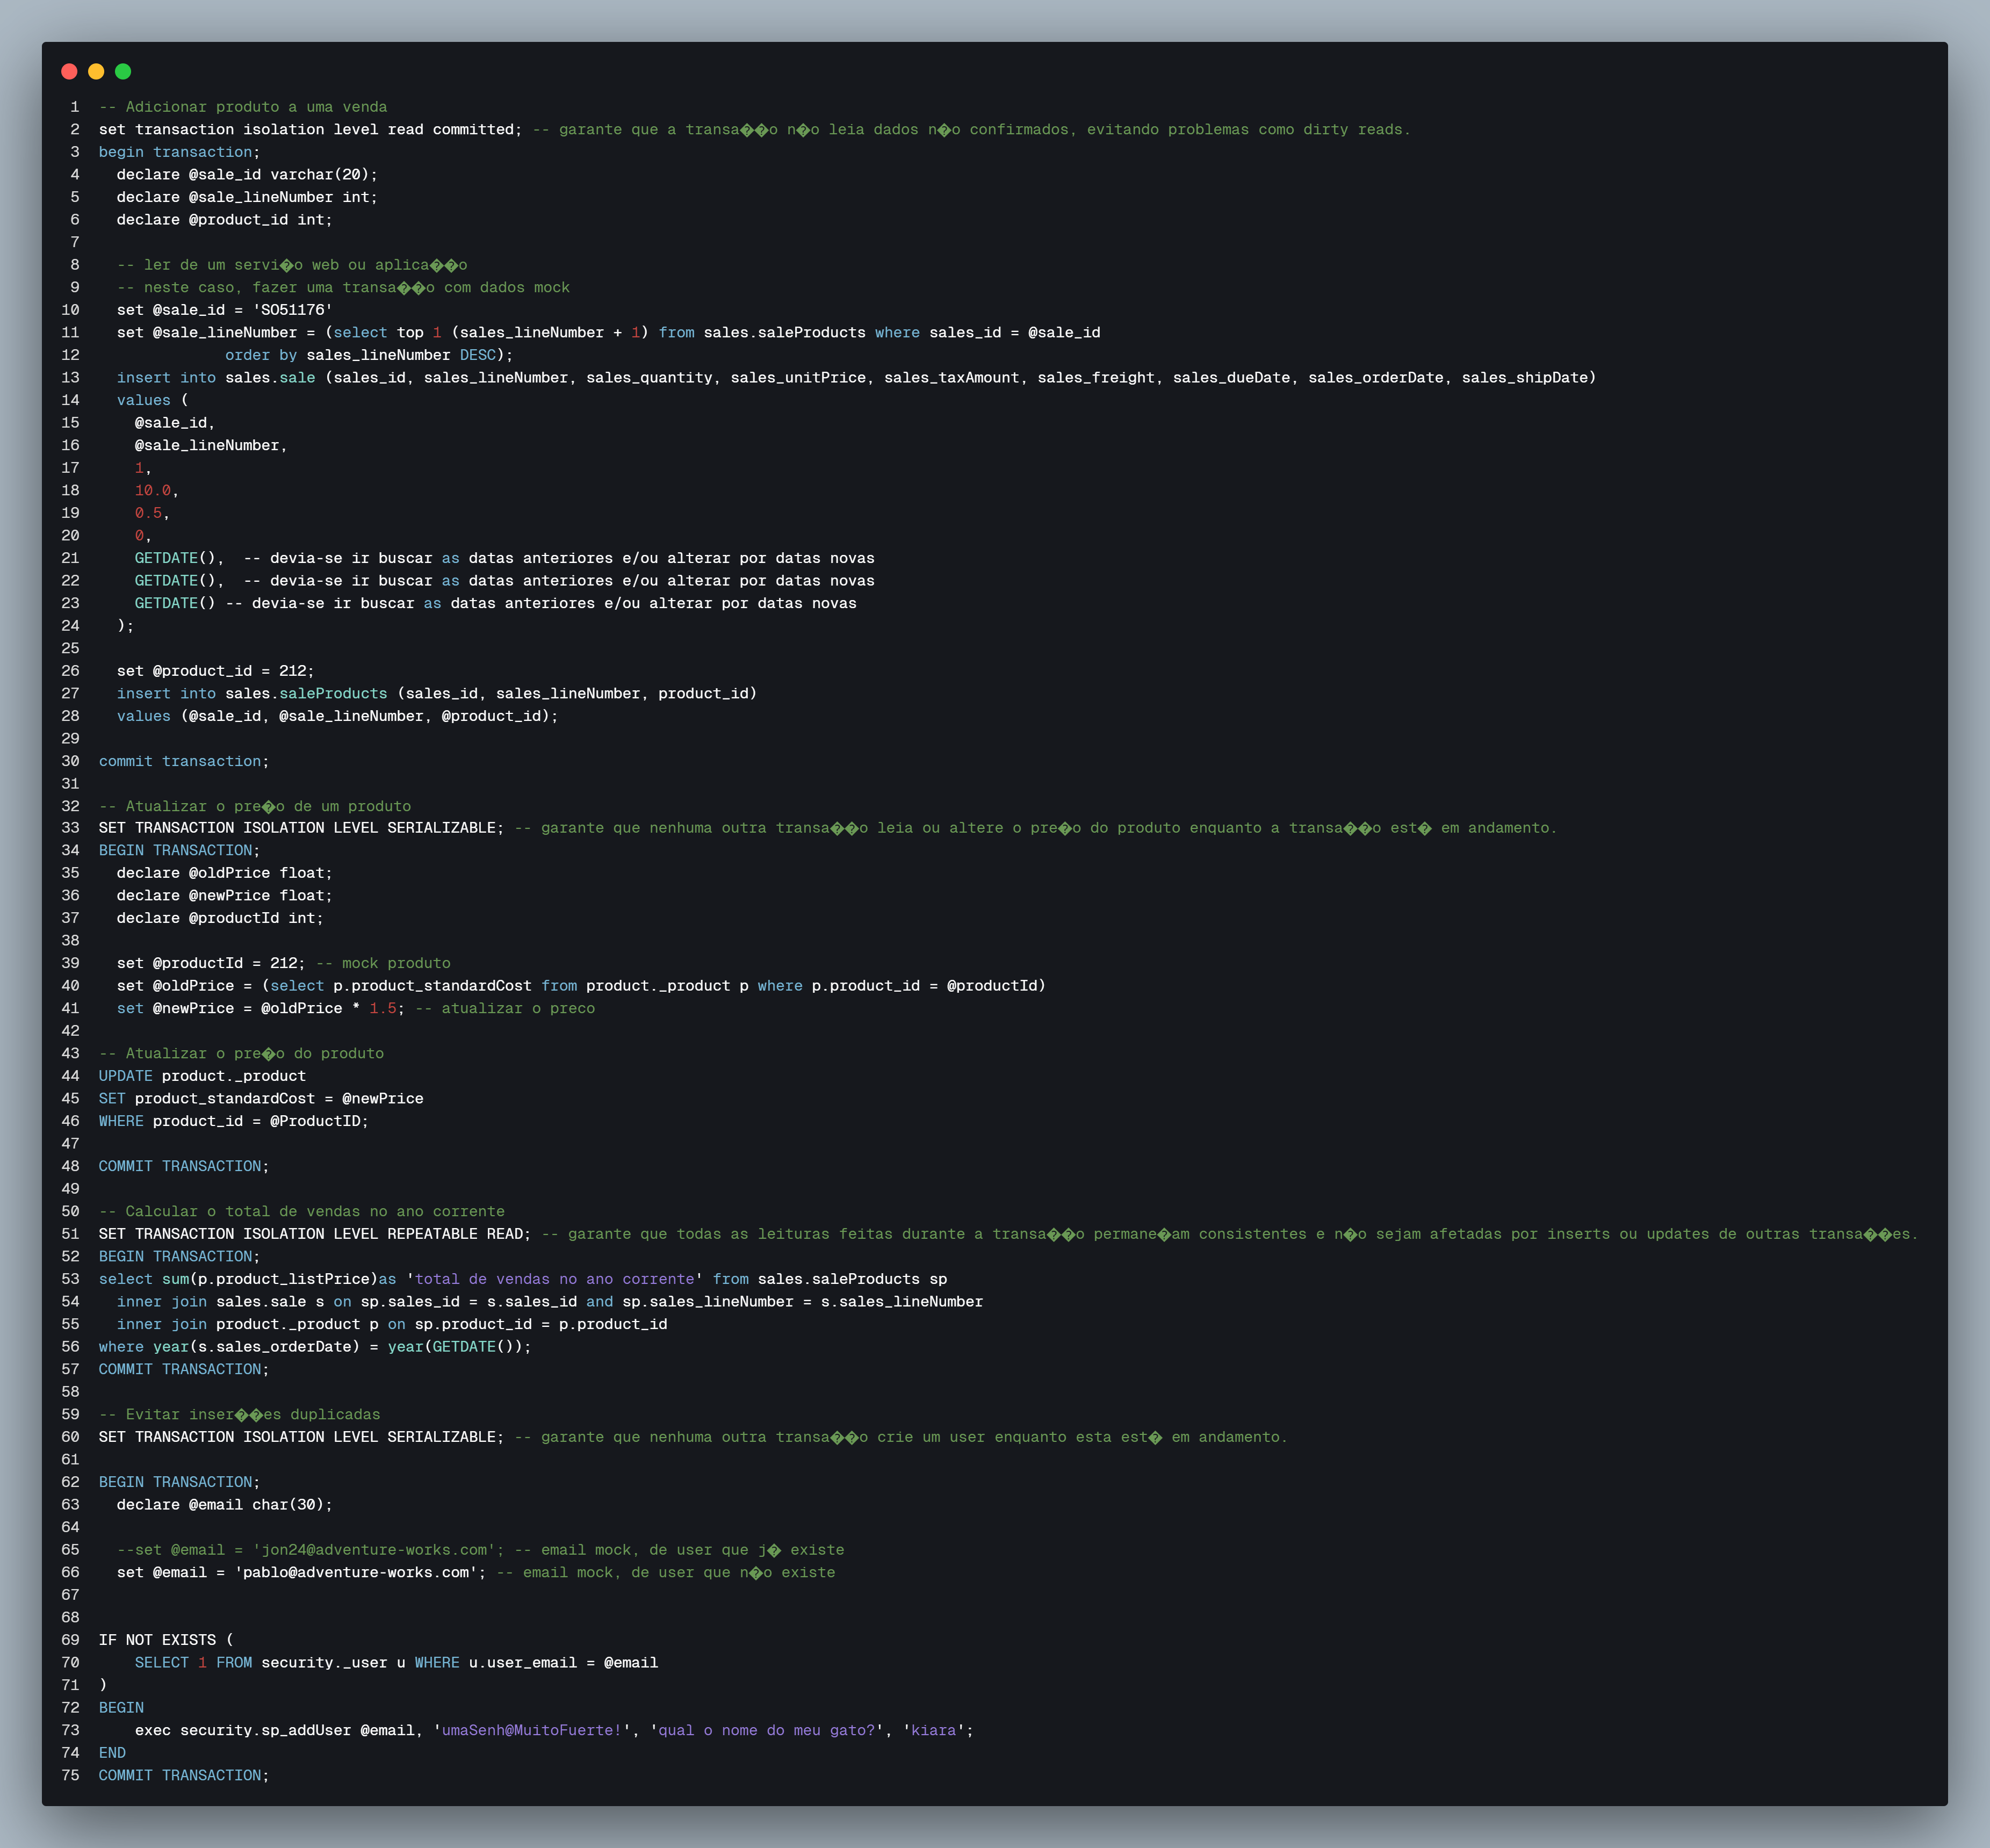 1 -- Adicionar produto a uma venda
2 set transaction isolation level read committed; -- garante que a transa��o n�o leia dados n�o confirmados, evitando problemas como dirty reads.
3 begin transaction;
4   declare @sale_id varchar(20);
5   declare @sale_lineNumber int;
6   declare @product_id int;
7
8   -- ler de um servi�o web ou aplica��o
9   -- neste caso, fazer uma transa��o com dados mock
10   set @sale_id = 'SO51176'
11   set @sale_lineNumber = (select top 1 (sales_lineNumber + 1) from sales.saleProducts where sales_id = @sale_id
12               order by sales_lineNumber DESC);
13   insert into sales.sale (sales_id, sales_lineNumber, sales_quantity, sales_unitPrice, sales_taxAmount, sales_freight, sales_dueDate, sales_orderDate, sales_shipDate)
14   values (
15     @sale_id,
16     @sale_lineNumber,
17     1,
18     10.0,
19     0.5,
20     0,
21     GETDATE(),  -- devia-se ir buscar as datas anteriores e/ou alterar por datas novas
22     GETDATE(),  -- devia-se ir buscar as datas anteriores e/ou alterar por datas novas
23     GETDATE() -- devia-se ir buscar as datas anteriores e/ou alterar por datas novas
24   );
25
26   set @product_id = 212;
27   insert into sales.saleProducts (sales_id, sales_lineNumber, product_id)
28   values (@sale_id, @sale_lineNumber, @product_id);
29
30 commit transaction;
31
32 -- Atualizar o pre�o de um produto
33 SET TRANSACTION ISOLATION LEVEL SERIALIZABLE; -- garante que nenhuma outra transa��o leia ou altere o pre�o do produto enquanto a transa��o est� em andamento.
34 BEGIN TRANSACTION;
35   declare @oldPrice float;
36   declare @newPrice float;
37   declare @productId int;
38
39   set @productId = 212; -- mock produto
40   set @oldPrice = (select p.product_standardCost from product._product p where p.product_id = @productId)
41   set @newPrice = @oldPrice * 1.5; -- atualizar o preco
42
43 -- Atualizar o pre�o do produto
44 UPDATE product._product
45 SET product_standardCost = @newPrice
46 WHERE product_id = @ProductID;
47
48 COMMIT TRANSACTION;
49
50 -- Calcular o total de vendas no ano corrente
51 SET TRANSACTION ISOLATION LEVEL REPEATABLE READ; -- garante que todas as leituras feitas durante a transa��o permane�am consistentes e n�o sejam afetadas por inserts ou updates de outras transa��es.
52 BEGIN TRANSACTION;
53 select sum(p.product_listPrice)as 'total de vendas no ano corrente' from sales.saleProducts sp
54   inner join sales.sale s on sp.sales_id = s.sales_id and sp.sales_lineNumber = s.sales_lineNumber
55   inner join product._product p on sp.product_id = p.product_id
56 where year(s.sales_orderDate) = year(GETDATE());
57 COMMIT TRANSACTION;
58
59 -- Evitar inser��es duplicadas
60 SET TRANSACTION ISOLATION LEVEL SERIALIZABLE; -- garante que nenhuma outra transa��o crie um user enquanto esta est� em andamento.
61
62 BEGIN TRANSACTION;
63   declare @email char(30);
64
65   --set @email = 'jon24@adventure-works.com'; -- email mock, de user que j� existe
66   set @email = 'pablo@adventure-works.com'; -- email mock, de user que n�o existe
67
68
69 IF NOT EXISTS (
70     SELECT 1 FROM security._user u WHERE u.user_email = @email
71 )
72 BEGIN
73     exec security.sp_addUser @email, 'umaSenh@MuitoFuerte!', 'qual o nome do meu gato?', 'kiara';
74 END
75 COMMIT TRANSACTION;